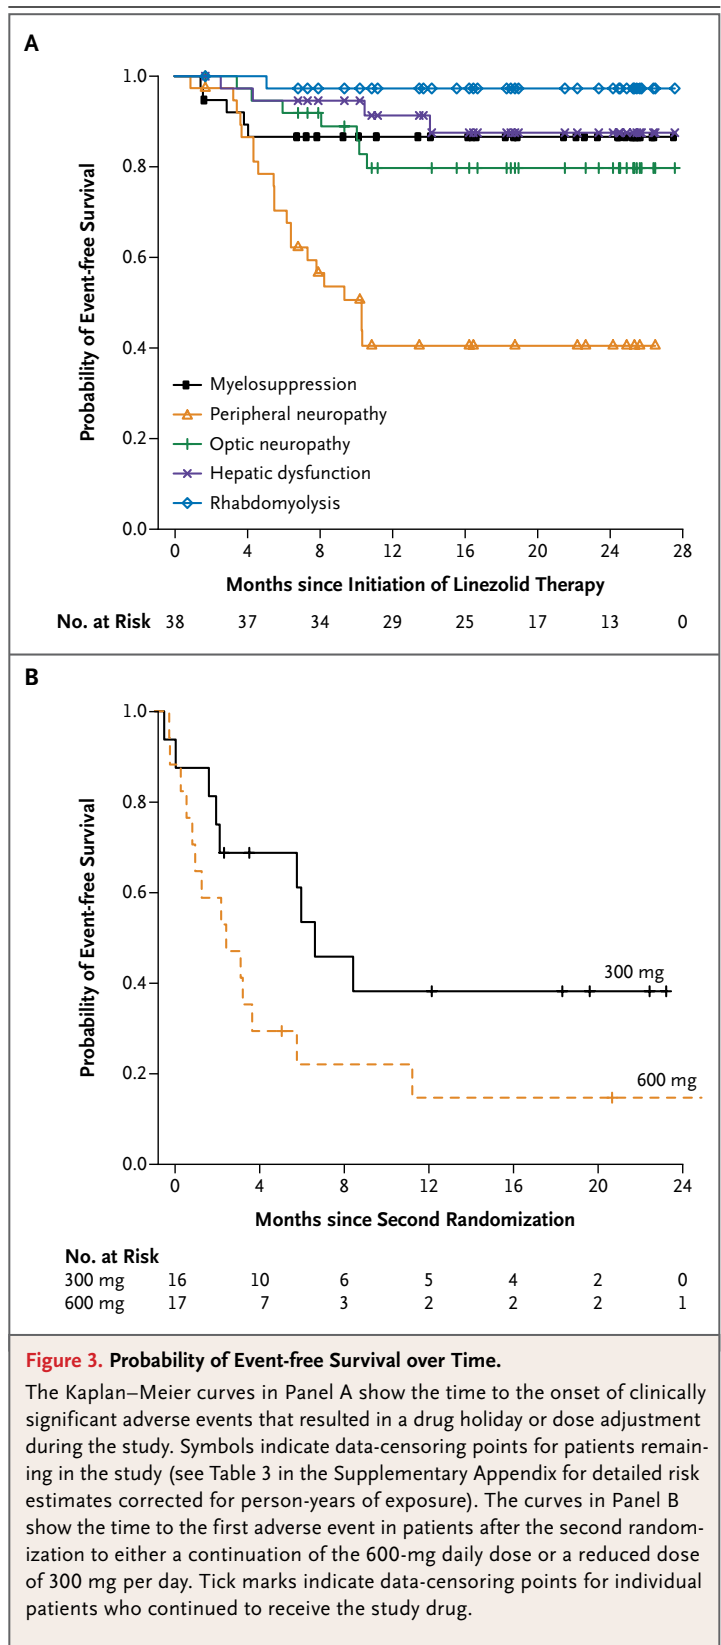 A
1.0
0.8
0.6
0.4
0.2
0.0
Probability of Event-free Survival
Myelosuppression
Peripheral neuropathy
Optic neuropathy
Hepatic dysfunction
Rhabdomyolysis
0 4 8 12 16 20 24 28
Months since Initiation of Linezolid Therapy
No. at Risk 38 37 34 29 25 17 13 0
B
1.0
0.8
0.6
0.4
0.2
0.0
Probability of Event-free Survival
300 mg
600 mg
0 4 8 12 16 20 24
Months since Second Randomization
No. at Risk
300 mg 16 10 6 5 4 2 0
600 mg 17 7 3 2 2 2 1
Figure 3. Probability of Event-free Survival over Time.
The Kaplan–Meier curves in Panel A show the time to the onset of clinically
significant adverse events that resulted in a drug holiday or dose adjustment
during the study. Symbols indicate data-censoring points for patients remain-
ing in the study (see Table 3 in the Supplementary Appendix for detailed risk
estimates corrected for person-years of exposure). The curves in Panel B
show the time to the first adverse event in patients after the second random-
ization to either a continuation of the 600-mg daily dose or a reduced dose
of 300 mg per day. Tick marks indicate data-censoring points for individual
patients who continued to receive the study drug.